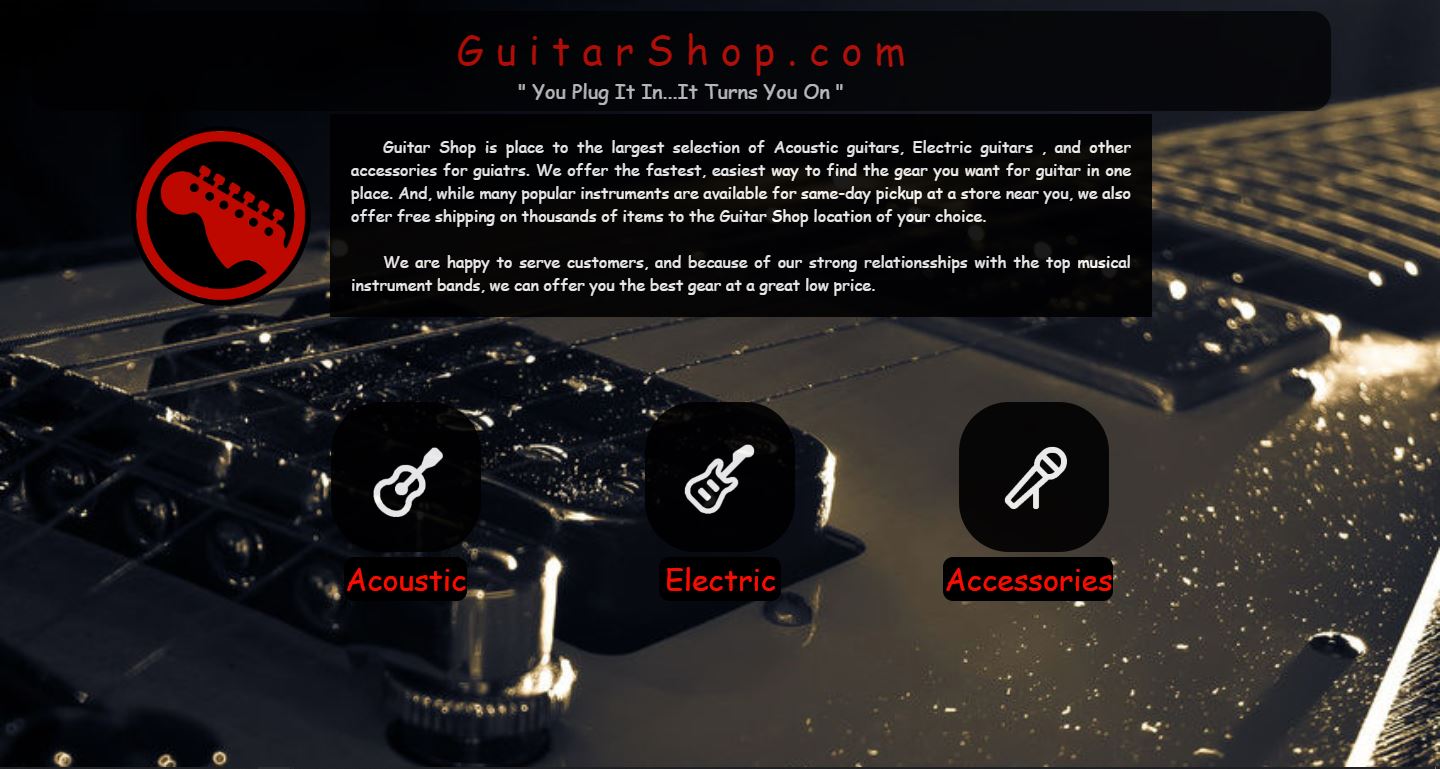 GuitarShop.com
" You Plug It In...It Turns You On "
Guitar Shop is place to the largest selection of Acoustic guitars, Electric guitars , and other
accessories for guiatrs. We offer the fastest, easiest way to find the gear you want for guitar in one
place. And, while many popular instruments are available for same-day pickup at a store near you, we also
offer free shipping on thousands of items to the Guitar Shop location of your choice.
We are happy to serve customers, and because of our strong relationsships with the top musical
instrument bands, we can offer you the best gear at a great low price.
Acoustic
Electric
Accessories